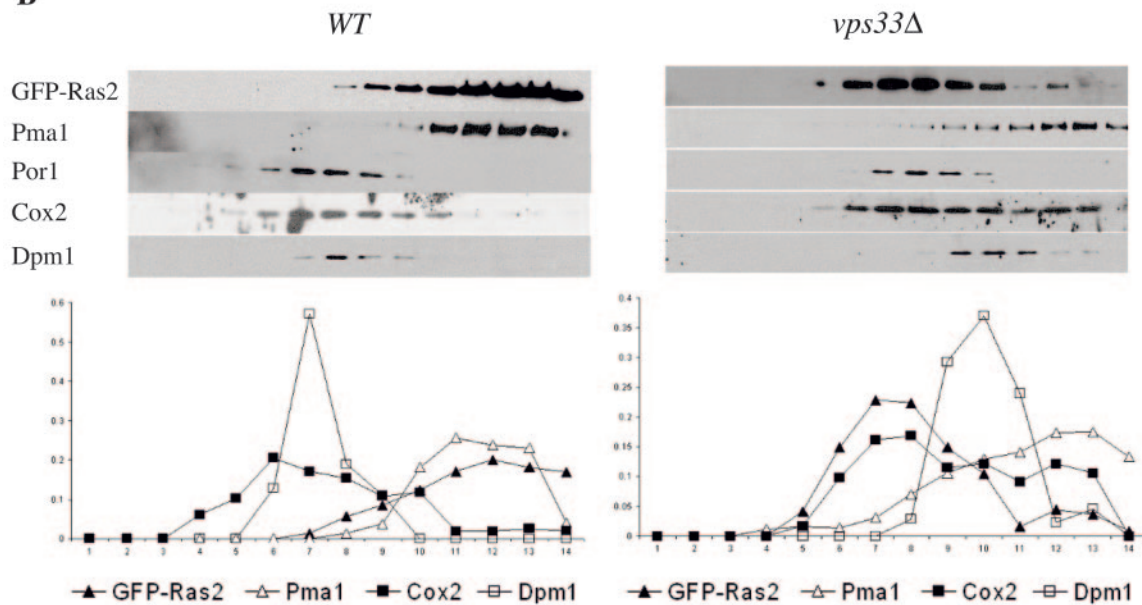 WT vps33Δ
GFP-Ras2
Pma1
Por1
Cox2
Dpm1
0.6
0.5
0.4
0.3
0.2
0.1
0
1 2 3 4 5 6 7 8 9 10 11 12 13 14
GFP-Ras2 Pma1 Cox2 Dpm1
0.4
0.35
0.3
0.25
0.2
0.15
0.1
0.05
0
1 2 3 4 5 6 7 8 9 10 11 12 13 14
GFP-Ras2 Pma1 Cox2 Dpm1